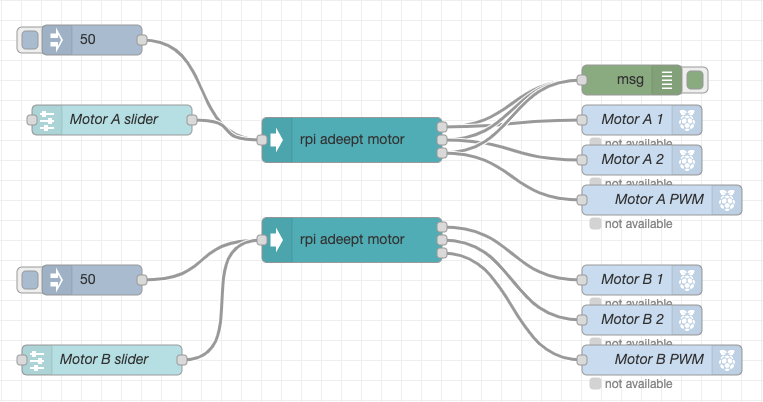 50
msg
Motor A slider
Motor A 1
not available
rpi adeept motor
Motor A 2
not available
Motor A PWM
not available
rpi adeept motor
50
Motor B 1
not available
Motor B 2
not available
Motor B slider
Motor B PWM
not available